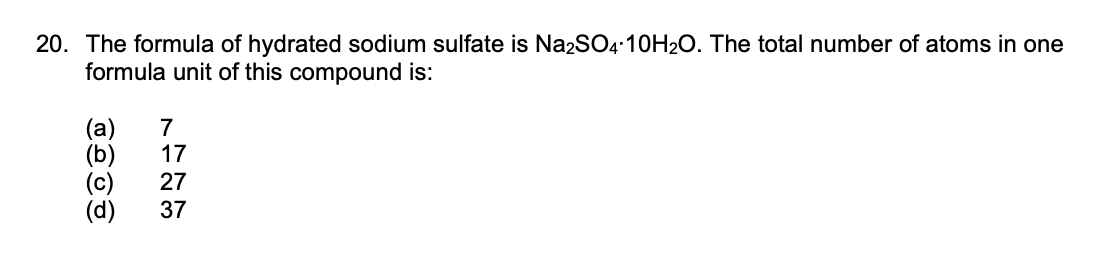 20. The formula of hydrated sodium sulfate is Na₂SO₄·10H₂O. The total number of atoms in one
formula unit of this compound is:
(a) 7
(b) 17
(c) 27
(d) 37